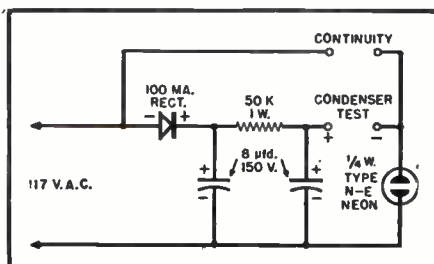 CONTINUITY
100 MA.
RECT.
- +
50 K
1 W.
CONDENSER
TEST
+ -
117 V.A.C.
+
-
8 µfd.
150 V.
+
-
1/4 W.
TYPE
N-E
NEON